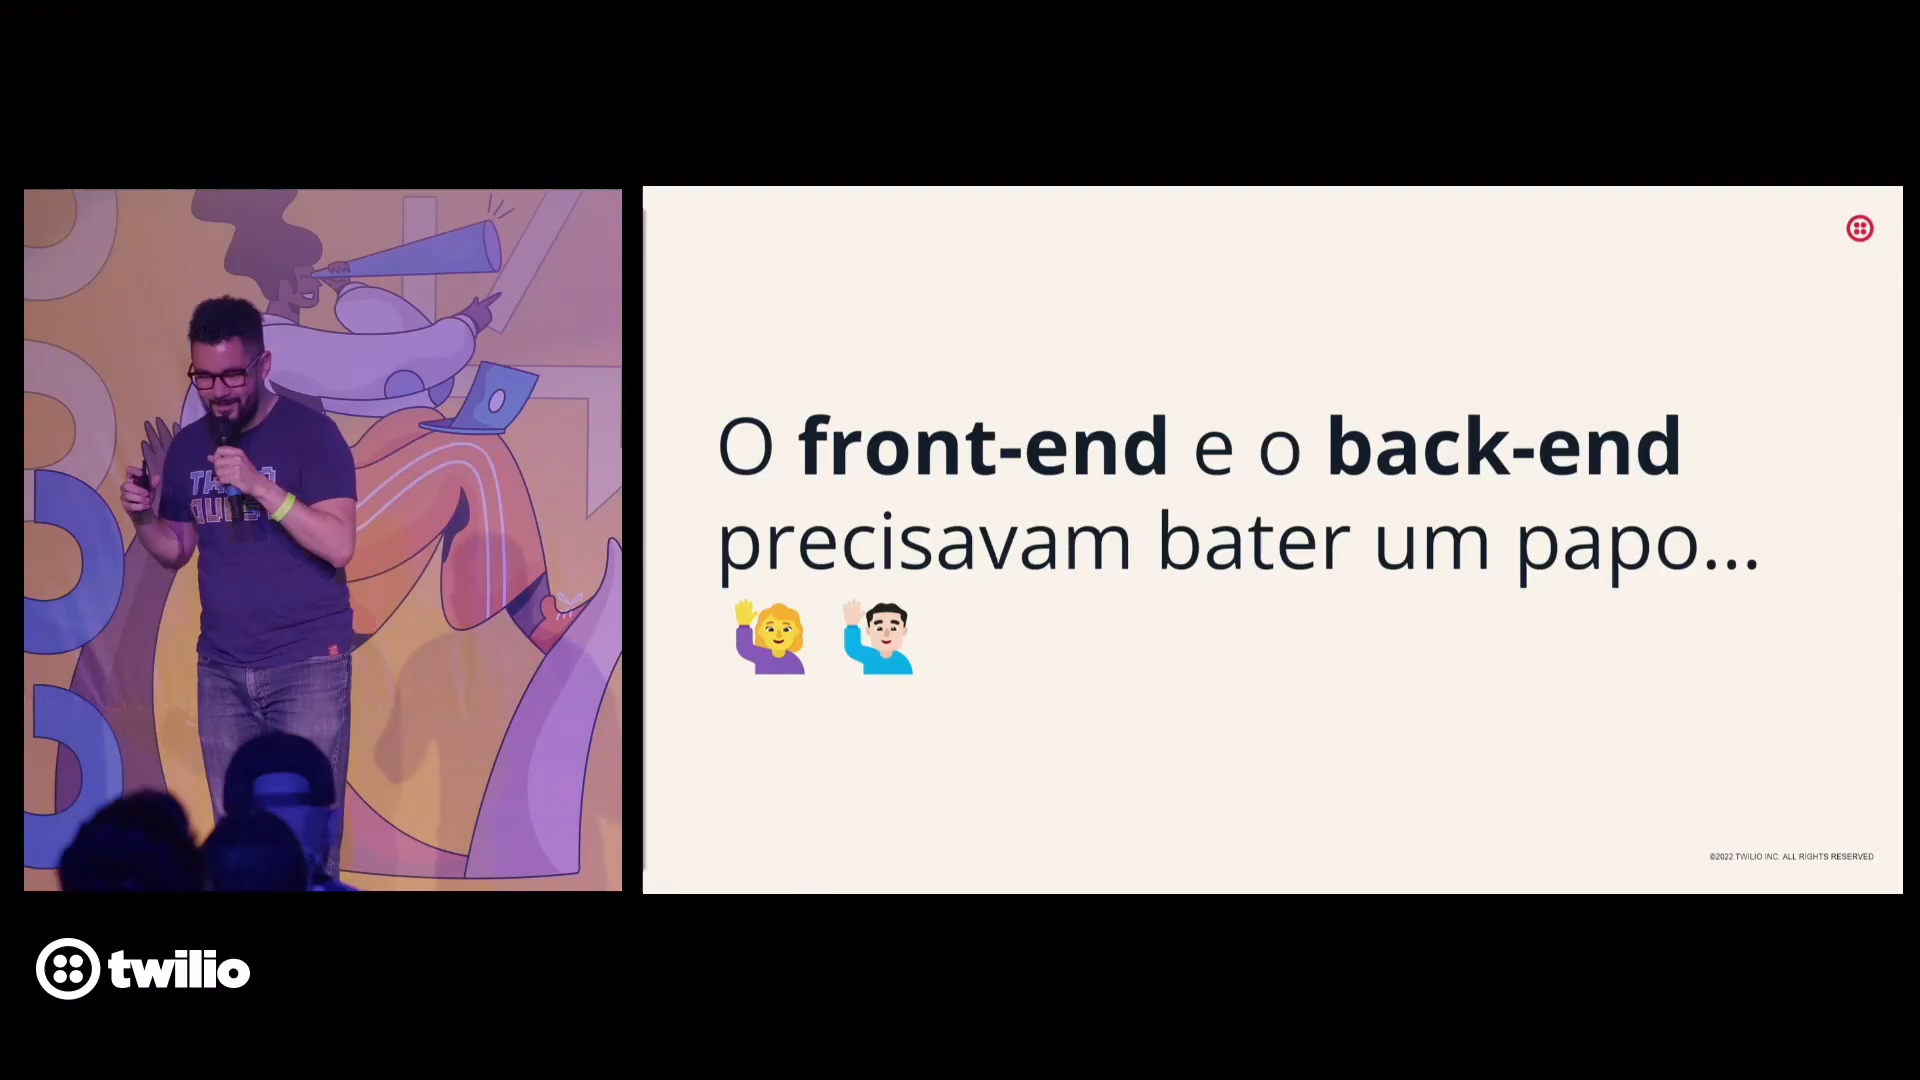 O front-end e o back-end
precisavam bater um papo...
©2022 TWILIO INC. ALL RIGHTS RESERVED
twilio